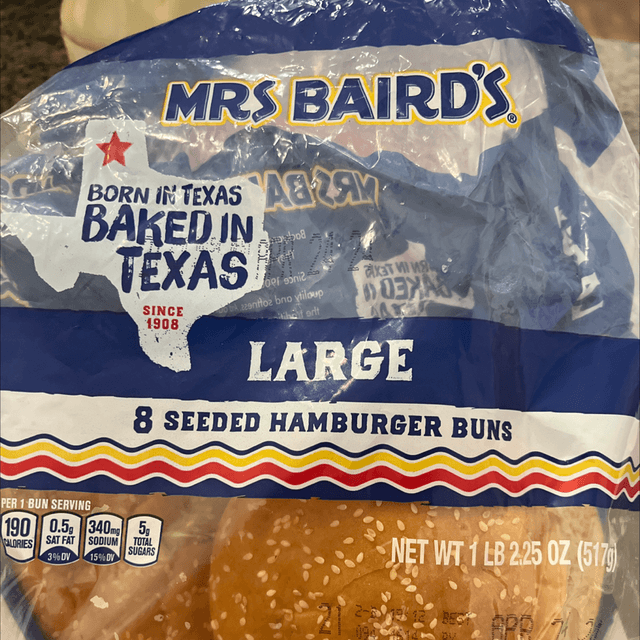 MRS BAIRD'S®
BORN IN TEXAS
BAKED IN
TEXAS
SINCE
1908
LARGE
8 SEEDED HAMBURGER BUNS
PER 1 BUN SERVING
190
CALORIES
0.5g
SAT FAT
3% DV
340mg
SODIUM
15% DV
5g
TOTAL
SUGARS
NET WT 1 LB 2.25 OZ (517g)
BEST
APR